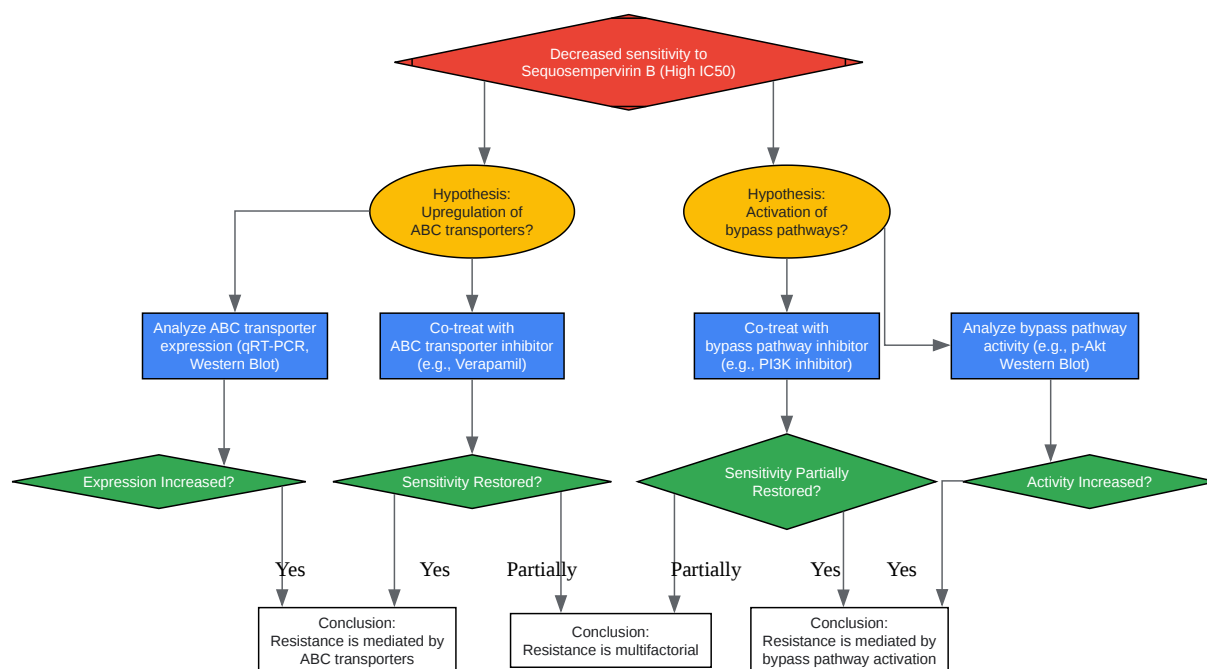 Decreased sensitivity to
Sequosempervirin B (High IC50)
Hypothesis:
Upregulation of
ABC transporters?
Hypothesis:
Activation of
bypass pathways?
Analyze ABC transporter
expression (qRT-PCR,
Western Blot)
Co-treat with
ABC transporter inhibitor
(e.g., Verapamil)
Co-treat with
bypass pathway inhibitor
(e.g., PI3K inhibitor)
Analyze bypass pathway
activity (e.g., p-Akt
Western Blot)
Expression Increased?
Sensitivity Restored?
Sensitivity Partially
Restored?
Activity Increased?
Yes
Yes
Partially
Partially
Yes
Yes
Conclusion:
Resistance is mediated by
ABC transporters
Conclusion:
Resistance is multifactorial
Conclusion:
Resistance is mediated by
bypass pathway activation